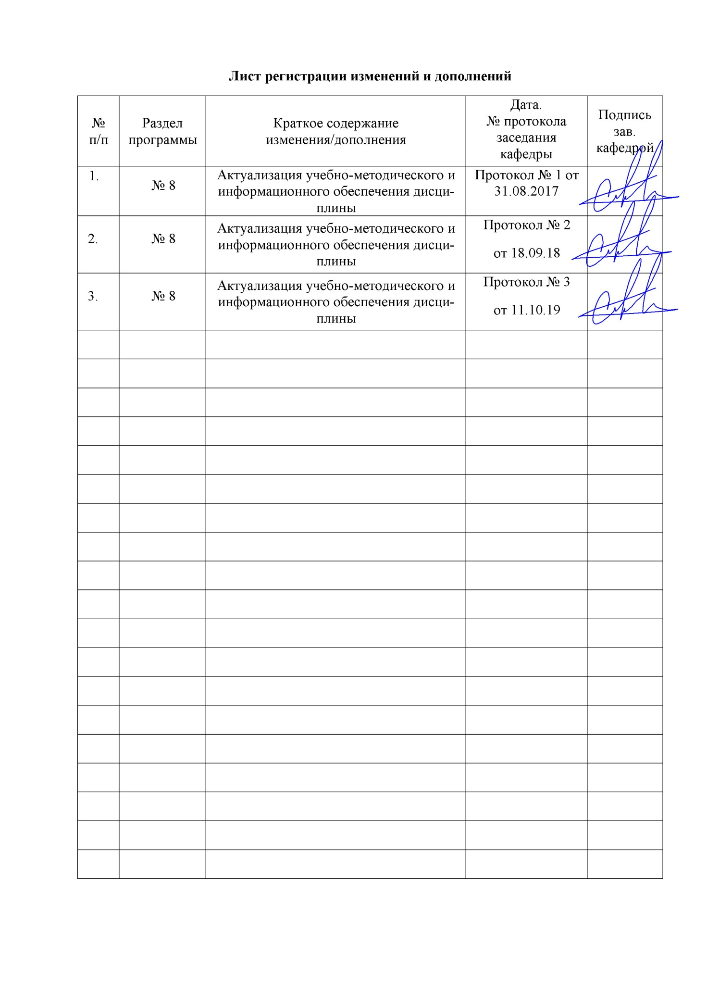 Лист регистрации изменений и дополнений
№
п/п
Раздел
программы
Краткое содержание
изменения/дополнения
Дата.
№ протокола
заседания
кафедры
Подпись
зав.
кафедрой
1.
№ 8
Актуализация учебно-методического и
информационного обеспечения дисци-
плины
Протокол № 1 от
31.08.2017
2.
№ 8
Актуализация учебно-методического и
информационного обеспечения дисци-
плины
Протокол № 2
от 18.09.18
3.
№ 8
Актуализация учебно-методического и
информационного обеспечения дисци-
плины
Протокол № 3
от 11.10.19